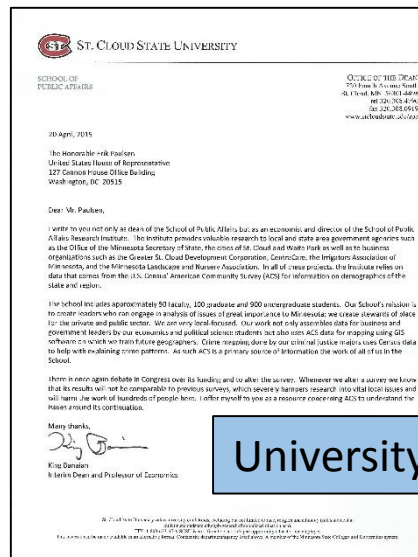 ST. CLOUD STATE UNIVERSITY
SCHOOL OF
PUBLIC AFFAIRS
OFFICE OF THE DEAN
20 April, 2015
The Honorable Erik Paulsen
United States House of Representative
127 Cannon House Office Building
Washington, DC 20515
Dear Mr. Paulsen,
I write to you not only as dean of the School of Public Affairs but as an economist and director of the School of Public
Affairs Research Institute. The Institute provides valuable research to local and state area government agencies such
as the Office of the Minnesota Secretary of State, the cities of St. Cloud and Waite Park as well as to business
organizations such as the Greater St. Cloud Development Corporation, CentraCare, the Irrigators Association of
Minnesota, and the Minnesota Landscape and Nursery Association. In all of these projects, the Institute relies on
data that comes from the U.S. Census' American Community Survey (ACS) for information on demographics of the
state and region.
The School includes approximately 50 faculty, 100 graduate and 900 undergraduate students. Our School's mission is
to create leaders who can engage in analysis of issues of great importance to Minnesota; we create stewards of place
for the private and public sector. We are very local-focused. Our work not only assembles data for business and
government leaders by our economics and political science students but also uses ACS data for mapping using GIS
software on which we train future geographers. Crime mapping done by our criminal justice majors uses Census data
to help with explaining crime patterns. As such ACS is a primary source of information the work of all of us in the
School.
There is once again debate in Congress over its funding and to alter the survey. Whenever we alter a survey we know
that its results will not be comparable to previous surveys, which severely hampers research into vital local issues and
will harm the work of hundreds of people here. I offer myself to you as a resource concerning ACS to understand the
issues around its continuation.
Many thanks,
King Banaian
Interim Dean and Professor of Economics
University